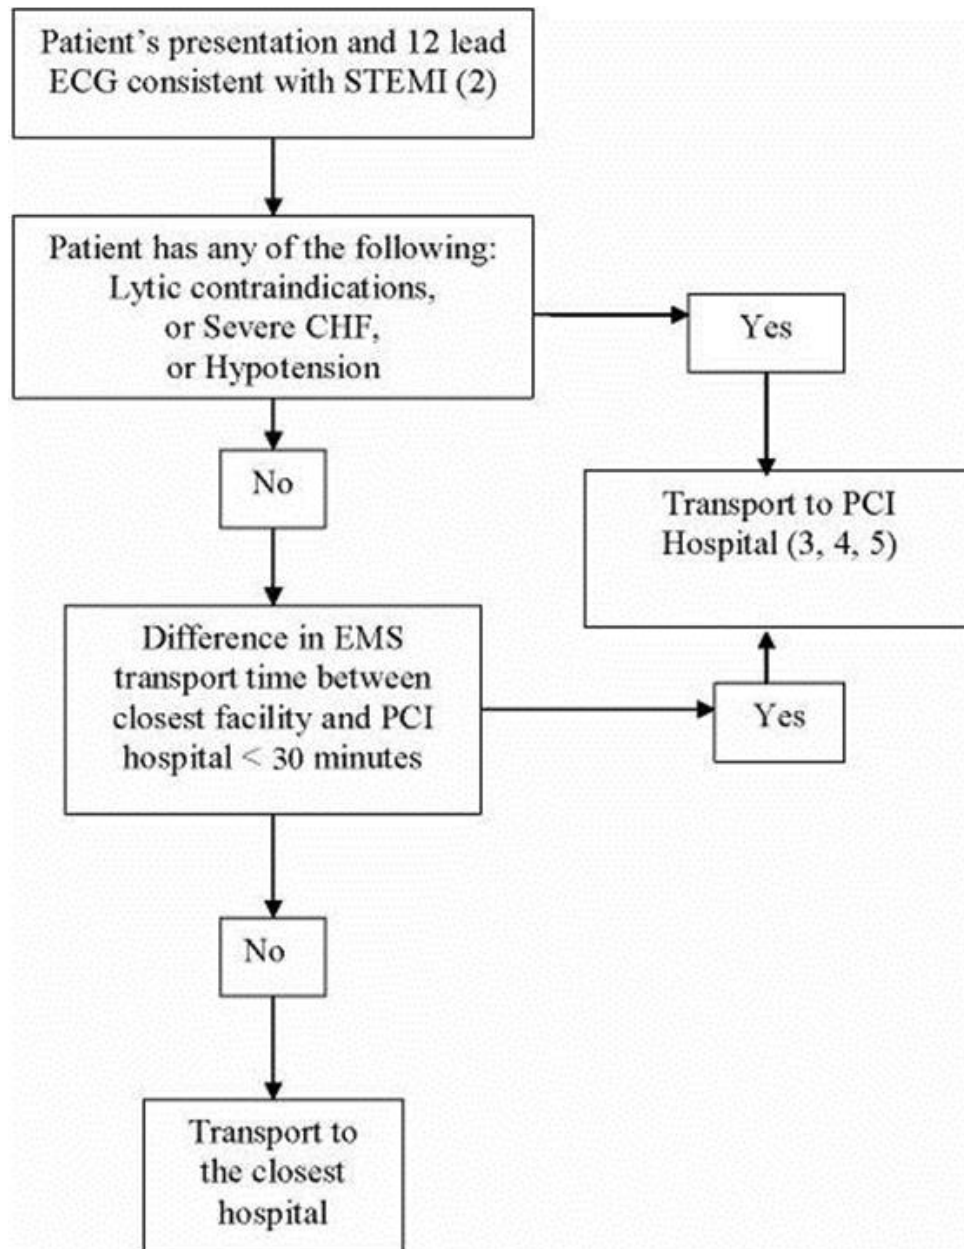 Patient’s presentation and 12 lead
ECG consistent with STEMI (2)
Patient has any of the following:
Lytic contraindications,
or Severe CHF,
or Hypotension
Yes
No
Transport to PCI
Hospital (3, 4, 5)
Difference in EMS
transport time between
closest facility and PCI
hospital < 30 minutes
Yes
No
Transport to
the closest
hospital